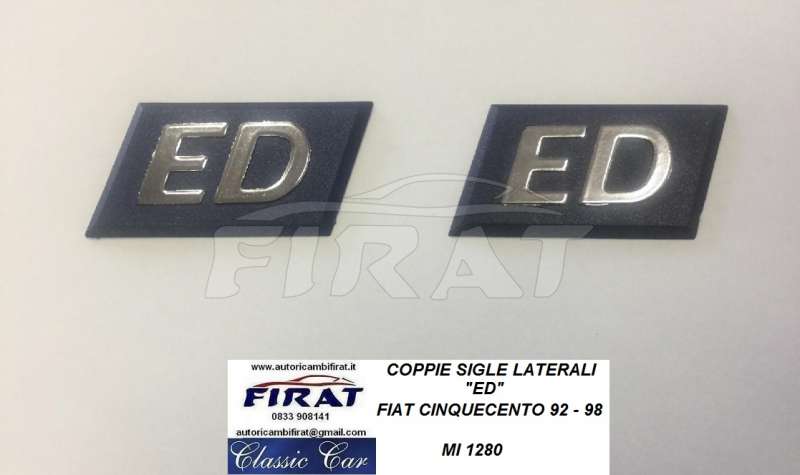 ED
ED
FIRAT
www.autoricambifirat.it
FIRAT
0833 908141
autoricambifirat@gmail.com
Classic Car
COPPIE SIGLE LATERALI
"ED"
FIAT CINQUECENTO 92 - 98
MI 1280